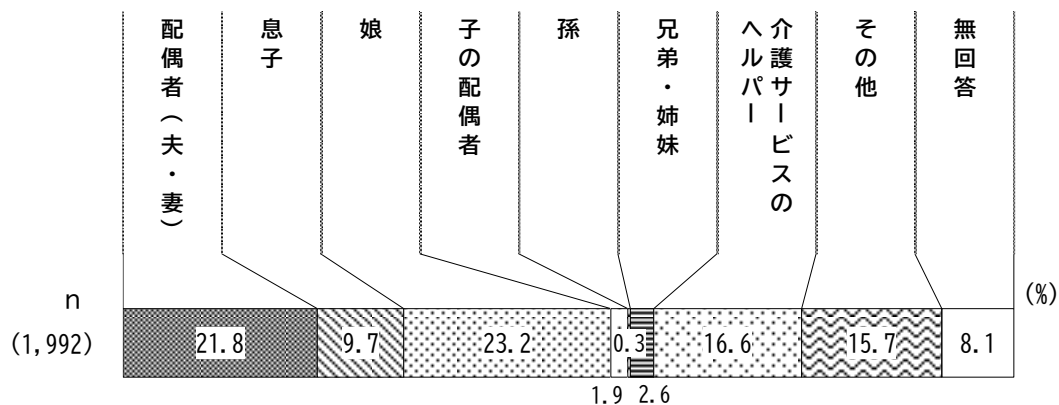 配偶者(夫・妻)
息子
娘
子の配偶者
孫
兄弟・姉妹
介護サービスの
ヘルパー
その他
無回答
n
(%)
(1,992)
21.8
9.7
23.2
0.3
16.6
15.7
8.1
1.9
2.6